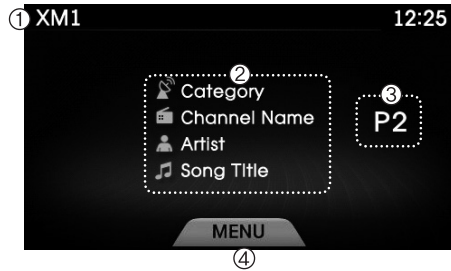 ① XM1 12:25
②
Category
③
Channel Name
P2
Artist
Song Title
MENU
④